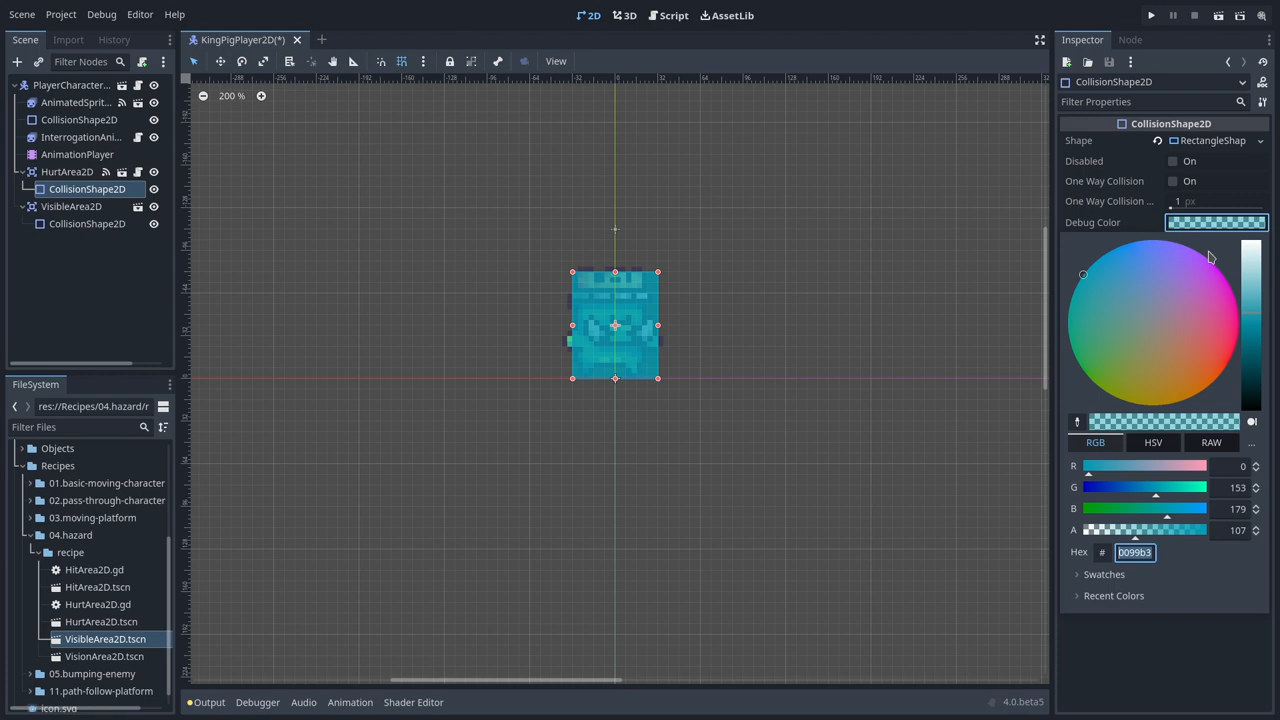 Scene Project Debug Editor Help
2D 3D Script AssetLib
Scene Import History
Filter Nodes
PlayerCharacter...
AnimatedSprit...
CollisionShape2D
InterrogationAni...
AnimationPlayer
HurtArea2D
CollisionShape2D
VisibleArea2D
CollisionShape2D
FileSystem
res://Recipes/04.hazard/r
Filter Files
Objects
Recipes
01.basic-moving-character
02.pass-through-character
03.moving-platform
04.hazard
recipe
HitArea2D.gd
HitArea2D.tscn
HurtArea2D.gd
HurtArea2D.tscn
VisibleArea2D.tscn
VisionArea2D.tscn
05.bumping-enemy
11.path-follow-platform
icon.svg
KingPigPlayer2D(*)
View
200 %
Output Debugger Audio Animation Shader Editor
4.0.beta5
Inspector Node
CollisionShape2D
Filter Properties
CollisionShape2D
Shape RectangleShap
Disabled On
One Way Collision On
One Way Collision ... 1 px
Debug Color
RGB HSV RAW ...
R 0
G 153
B 179
A 107
Hex # 0099b3
Swatches
Recent Colors